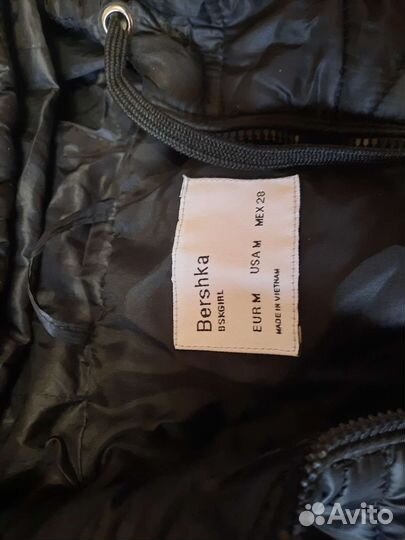 Bershka
BSKGIRL
EUR M USA M MEX 28
MADE IN VIETNAM
Avito